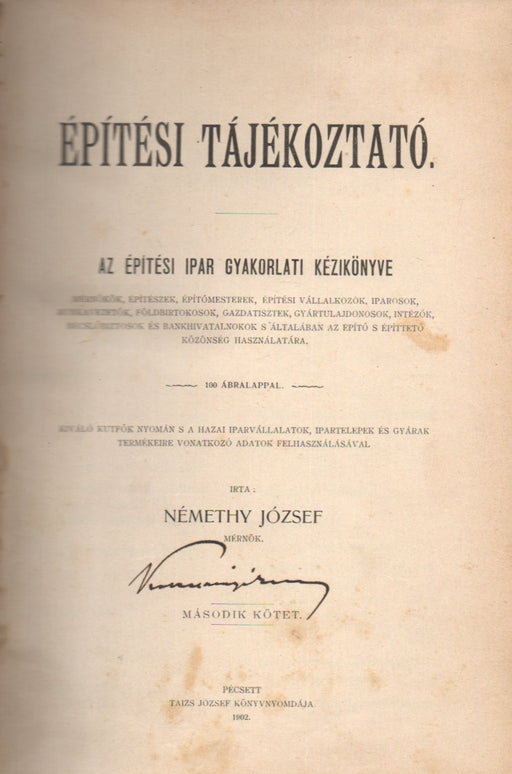 ÉPÍTÉSI TÁJÉKOZTATÓ.
AZ ÉPÍTÉSI IPAR GYAKORLATI KÉZIKÖNYVE
MÉRNÖKÖK, ÉPÍTÉSZEK, ÉPÍTŐMESTEREK, ÉPÍTÉSI VÁLLALKOZÓK, IPAROSOK,
MUNKAVEZETŐK, FÖLDBIRTOKOSOK, GAZDATISZTEK, GYÁRTULAJDONOSOK, INTÉZŐK,
BECSLŐBIZTOSOK ÉS BANKHIVATALNOKOK S ÁLTALÁBAN AZ ÉPÍTŐ S ÉPÍTTETŐ
KÖZÖNSÉG HASZNÁLATÁRA.
100 ÁBRALAPPAL.
KIVÁLÓ KUTFŐK NYOMÁN S A HAZAI IPARVÁLLALATOK, IPARTELEPEK ÉS GYÁRAK
TERMÉKEIRE VONATKOZÓ ADATOK FELHASZNÁLÁSÁVAL
IRTA :
NÉMETHY JÓZSEF
MÉRNÖK.
MÁSODIK KÖTET.
PÉCSETT
TAIZS JÓZSEF KÖNYVNYOMDÁJA
1902.